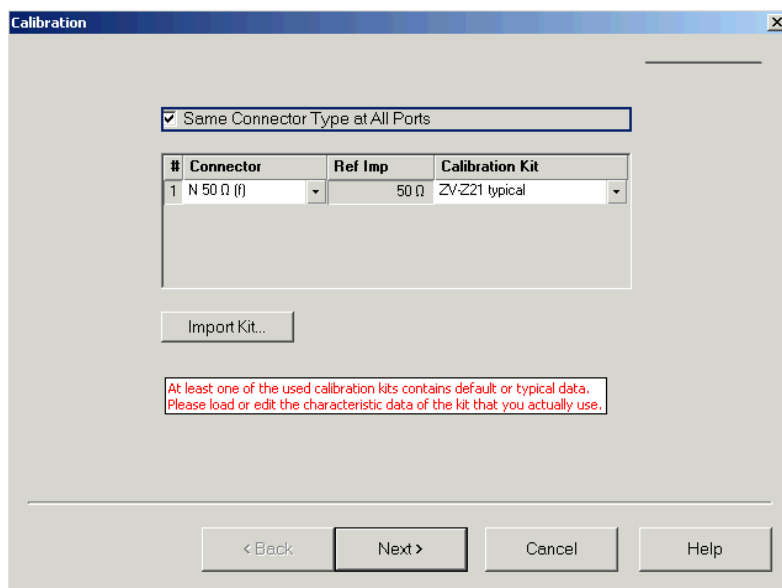 Calibration
Same Connector Type at All Ports
# Connector Ref Imp Calibration Kit
1 N 50 Ω (f) 50 Ω ZV-Z21 typical
Import Kit...
At least one of the used calibration kits contains default or typical data.
Please load or edit the characteristic data of the kit that you actually use.
< Back Next > Cancel Help